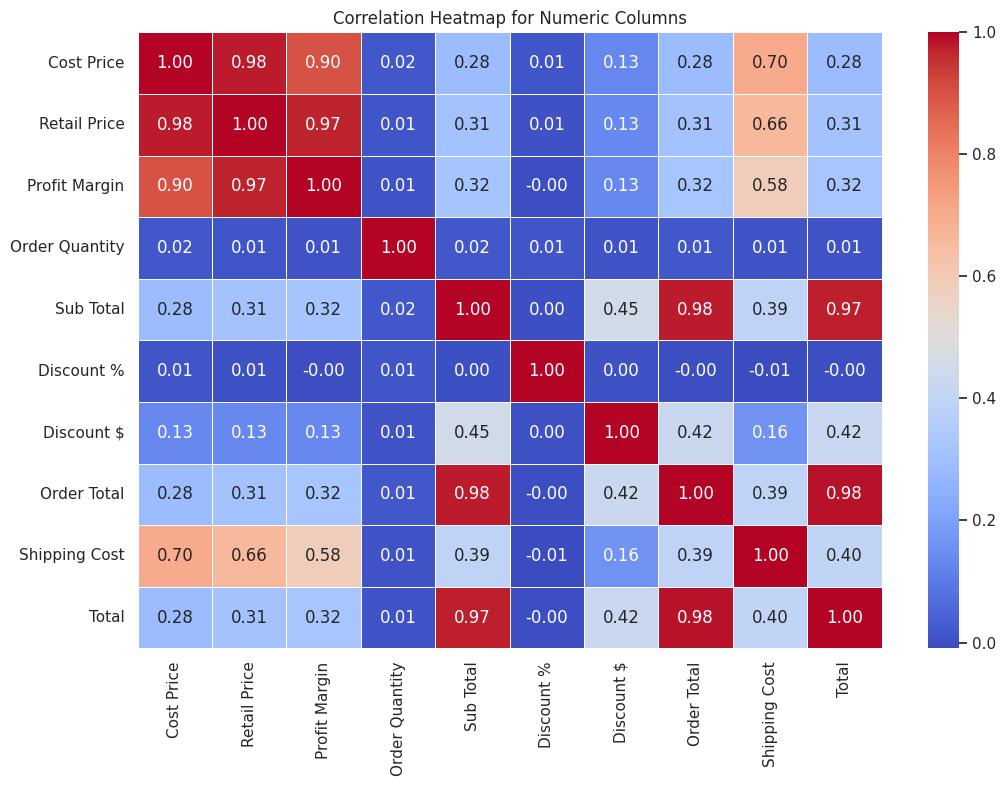 Correlation Heatmap for Numeric Columns
Cost Price 1.00 0.98 0.90 0.02 0.28 0.01 0.13 0.28 0.70 0.28
Retail Price 0.98 1.00 0.97 0.01 0.31 0.01 0.13 0.31 0.66 0.31
Profit Margin 0.90 0.97 1.00 0.01 0.32 -0.00 0.13 0.32 0.58 0.32
Order Quantity 0.02 0.01 0.01 1.00 0.02 0.01 0.01 0.01 0.01 0.01
Sub Total 0.28 0.31 0.32 0.02 1.00 0.00 0.45 0.98 0.39 0.97
Discount % 0.01 0.01 -0.00 0.01 0.00 1.00 0.00 -0.00 -0.01 -0.00
Discount $ 0.13 0.13 0.13 0.01 0.45 0.00 1.00 0.42 0.16 0.42
Order Total 0.28 0.31 0.32 0.01 0.98 -0.00 0.42 1.00 0.39 0.98
Shipping Cost 0.70 0.66 0.58 0.01 0.39 -0.01 0.16 0.39 1.00 0.40
Total 0.28 0.31 0.32 0.01 0.97 -0.00 0.42 0.98 0.40 1.00
Cost Price
Retail Price
Profit Margin
Order Quantity
Sub Total
Discount %
Discount $
Order Total
Shipping Cost
Total
1.0
0.8
0.6
0.4
0.2
0.0